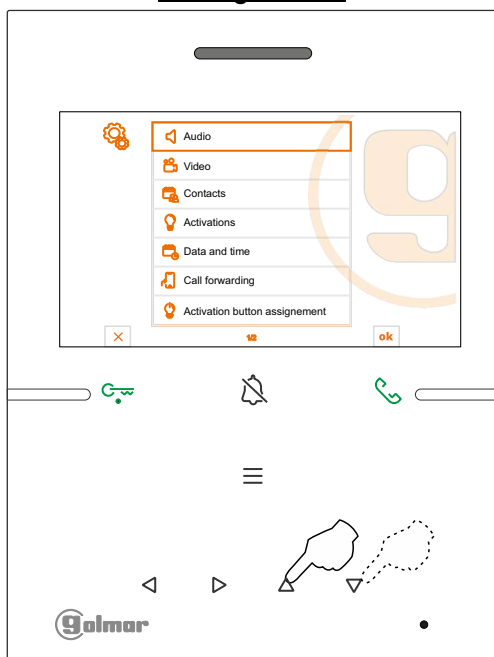 Audio
Video
Contacts
Activations
Data and time
Call forwarding
Activation button assignement
1/2
ok
golmar